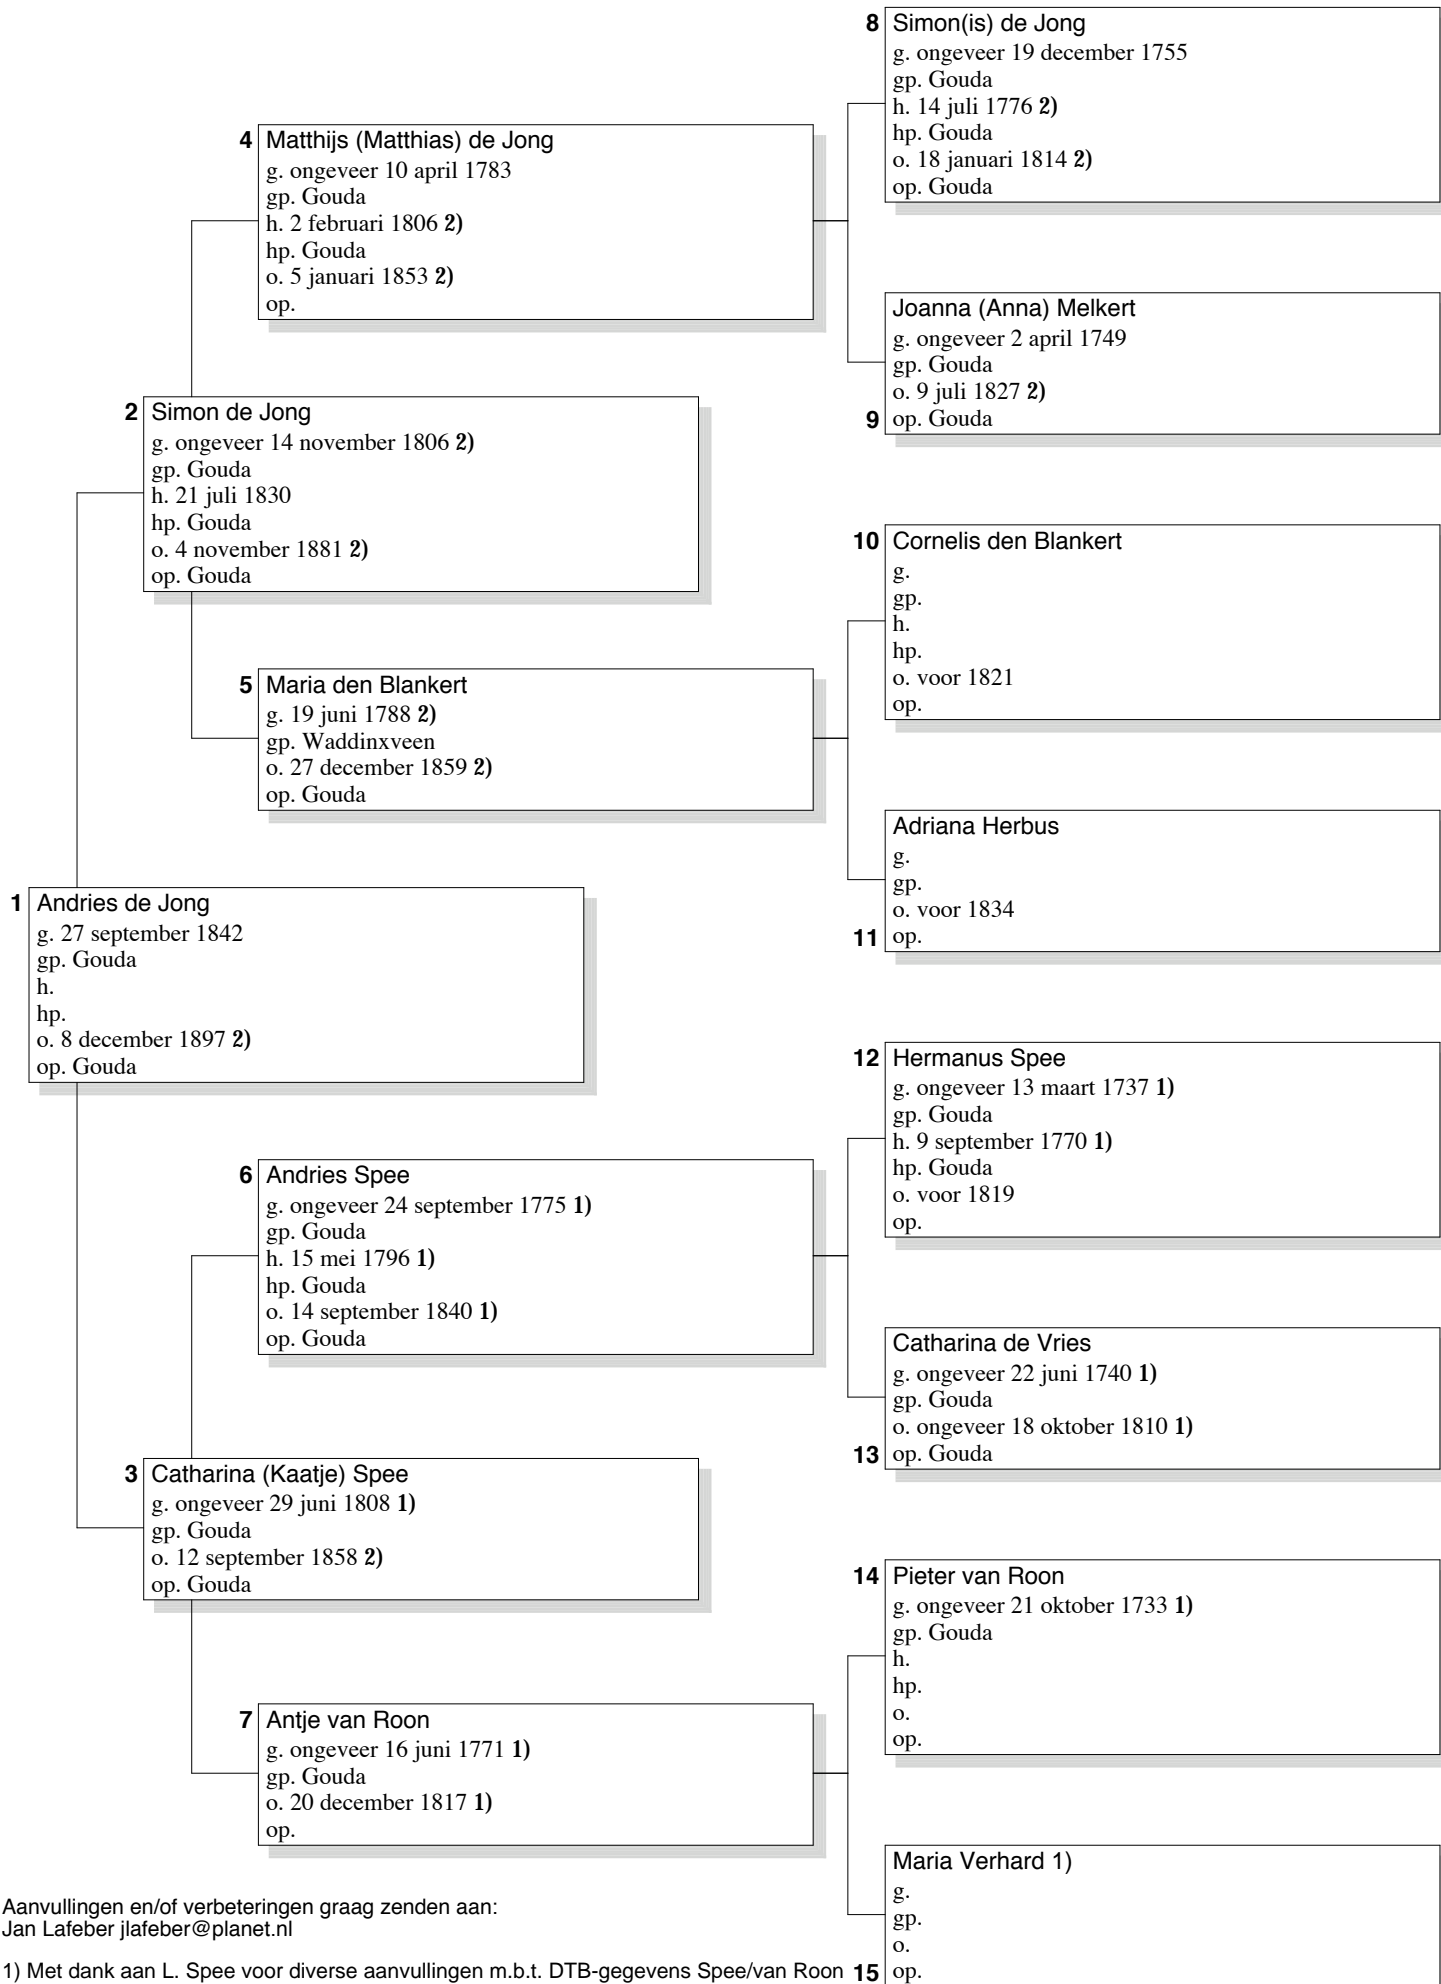 8 Simon(is) de Jong
g. ongeveer 19 december 1755
gp. Gouda
h. 14 juli 1776 2)
hp. Gouda
o. 18 januari 1814 2)
op. Gouda
4 Matthijs (Matthias) de Jong
g. ongeveer 10 april 1783
gp. Gouda
h. 2 februari 1806 2)
hp. Gouda
o. 5 januari 1853 2)
op.
Joanna (Anna) Melkert
g. ongeveer 2 april 1749
gp. Gouda
o. 9 juli 1827 2)
9 op. Gouda
2 Simon de Jong
g. ongeveer 14 november 1806 2)
gp. Gouda
h. 21 juli 1830
hp. Gouda
o. 4 november 1881 2)
op. Gouda
10 Cornelis den Blankert
g.
gp.
h.
hp.
o. voor 1821
op.
5 Maria den Blankert
g. 19 juni 1788 2)
gp. Waddinxveen
o. 27 december 1859 2)
op. Gouda
Adriana Herbus
g.
gp.
o. voor 1834
11 op.
1 Andries de Jong
g. 27 september 1842
gp. Gouda
h.
hp.
o. 8 december 1897 2)
op. Gouda
12 Hermanus Spee
g. ongeveer 13 maart 1737 1)
gp. Gouda
h. 9 september 1770 1)
hp. Gouda
o. voor 1819
op.
6 Andries Spee
g. ongeveer 24 september 1775 1)
gp. Gouda
h. 15 mei 1796 1)
hp. Gouda
o. 14 september 1840 1)
op. Gouda
Catharina de Vries
g. ongeveer 22 juni 1740 1)
gp. Gouda
o. ongeveer 18 oktober 1810 1)
13 op. Gouda
3 Catharina (Kaatje) Spee
g. ongeveer 29 juni 1808 1)
gp. Gouda
o. 12 september 1858 2)
op. Gouda
14 Pieter van Roon
g. ongeveer 21 oktober 1733 1)
gp. Gouda
h.
hp.
o.
op.
7 Antje van Roon
g. ongeveer 16 juni 1771 1)
gp. Gouda
o. 20 december 1817 1)
op.
Maria Verhard 1)
g.
gp.
o.
15 op.
Aanvullingen en/of verbeteringen graag zenden aan:
Jan Lafeber jlafeber@planet.nl
1) Met dank aan L. Spee voor diverse aanvullingen m.b.t. DTB-gegevens Spee/van Roon